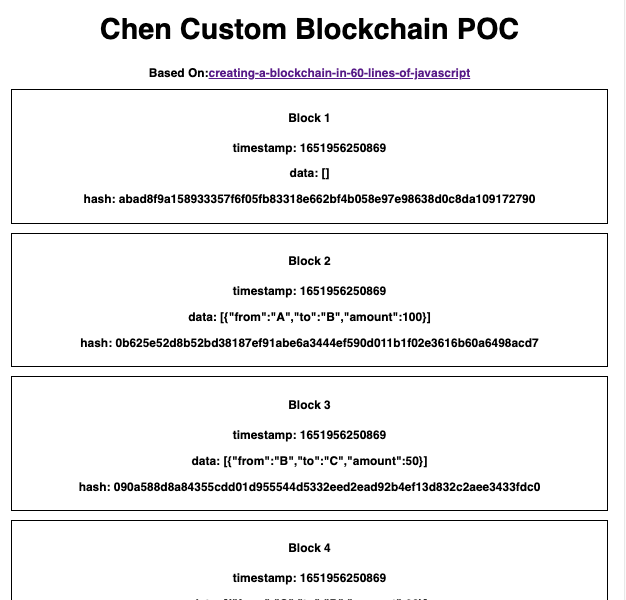 Chen Custom Blockchain POC
Based On:creating-a-blockchain-in-60-lines-of-javascript
Block 1
timestamp: 1651956250869
data: []
hash: abad8f9a158933357f6f05fb83318e662bf4b058e97e98638d0c8da109172790
Block 2
timestamp: 1651956250869
data: [{"from":"A","to":"B","amount":100}]
hash: 0b625e52d8b52bd38187ef91abe6a3444ef590d011b1f02e3616b60a6498acd7
Block 3
timestamp: 1651956250869
data: [{"from":"B","to":"C","amount":50}]
hash: 090a588d8a84355cdd01d955544d5332eed2ead92b4ef13d832c2aee3433fdc0
Block 4
timestamp: 1651956250869